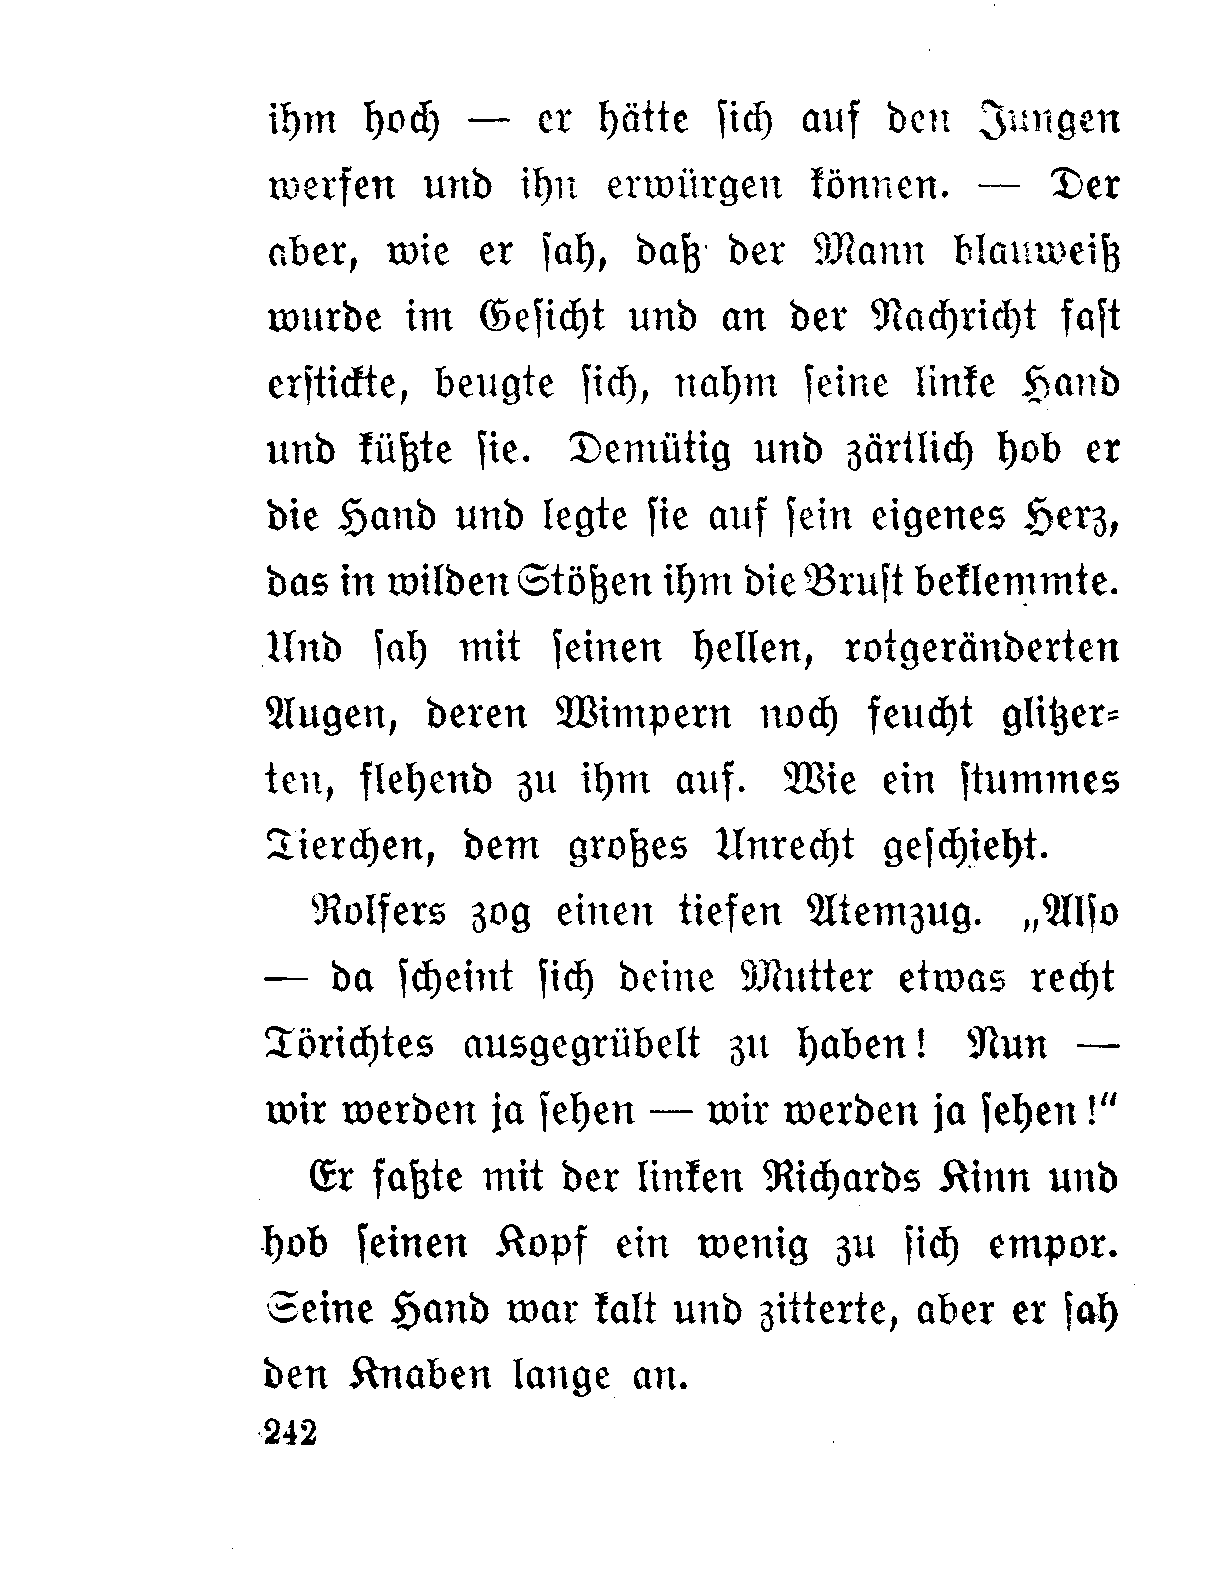 ihm hoch — er hätte ſich auf den Jungen
werfen und ihn erwürgen können. — Der
aber, wie er ſah, daß der Mann blauweiß
wurde im Geſicht und an der Nachricht faſt
erſtickte, beugte ſich, nahm ſeine linke Hand
und küßte ſie. Demütig und zärtlich hob er
die Hand und legte ſie auf ſein eigenes Herz,
das in wilden Stößen ihm die Bruſt beklemmte.
Und ſah mit ſeinen hellen, rotgeränderten
Augen, deren Wimpern noch feucht glitzer-
ten, flehend zu ihm auf. Wie ein ſtummes
Tierchen, dem großes Unrecht geſchieht.
Rolfers zog einen tiefen Atemzug. „Alſo
— da ſcheint ſich deine Mutter etwas recht
Törichtes ausgegrübelt zu haben! Nun —
wir werden ja ſehen — wir werden ja ſehen!“
Er faßte mit der linken Richards Kinn und
hob ſeinen Kopf ein wenig zu ſich empor.
Seine Hand war kalt und zitterte, aber er ſah
den Knaben lange an.
242